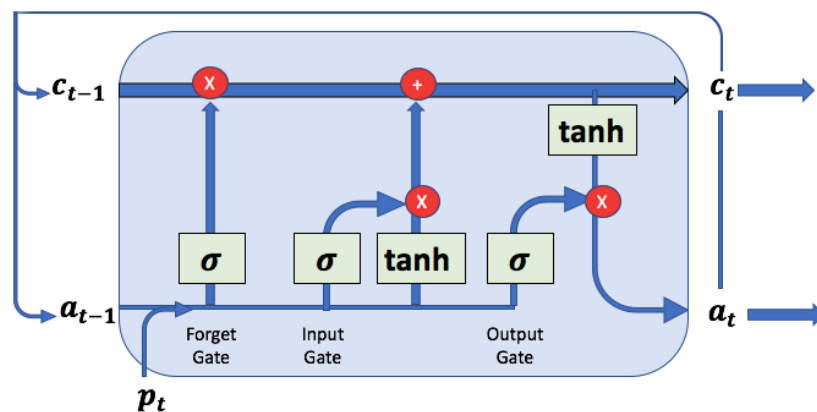 x +
c_{t-1} c_t
tanh
x x
σ σ tanh σ
a_{t-1} a_t
Forget Gate
Input Gate
Output Gate
p_t